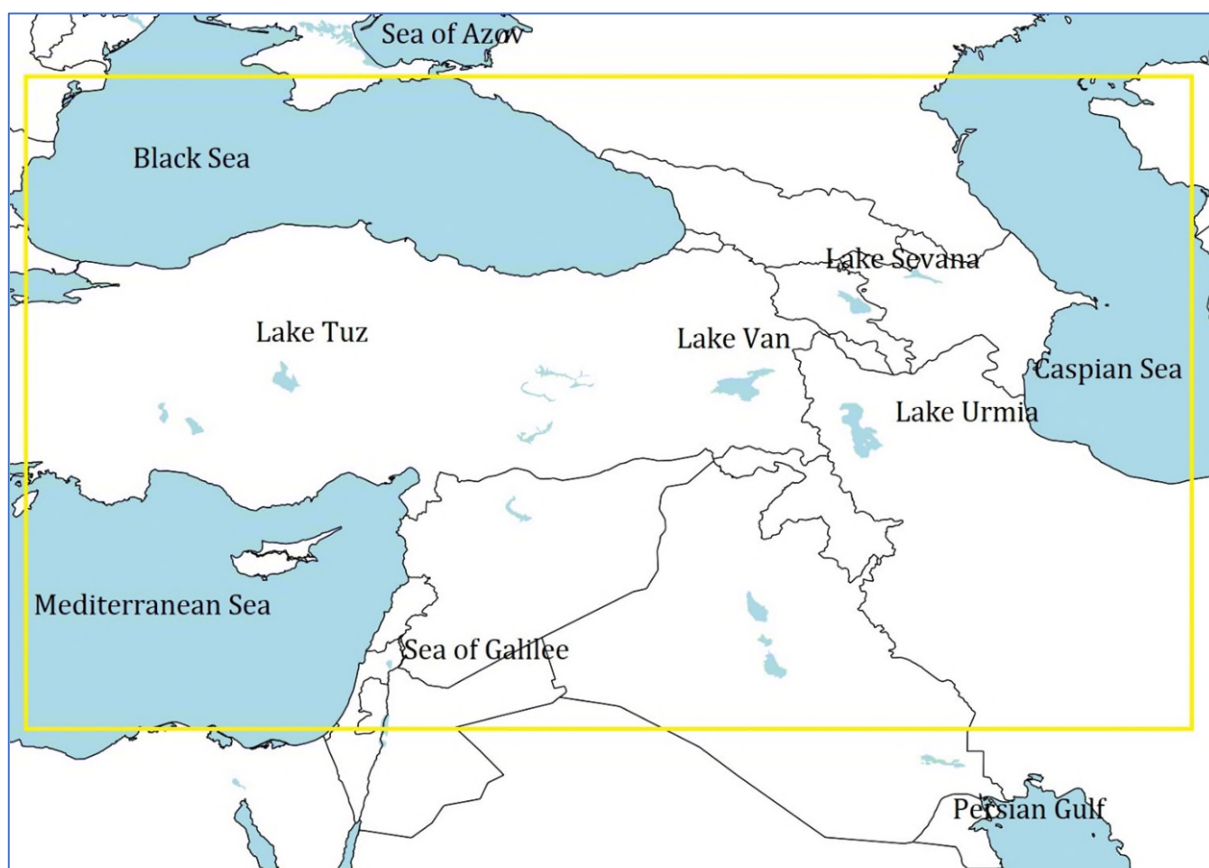 Sea of Azov
Black Sea
Lake Sevana
Lake Tuz
Lake Van
Caspian Sea
Lake Urmia
Mediterranean Sea
Sea of Galilee
Persian Gulf